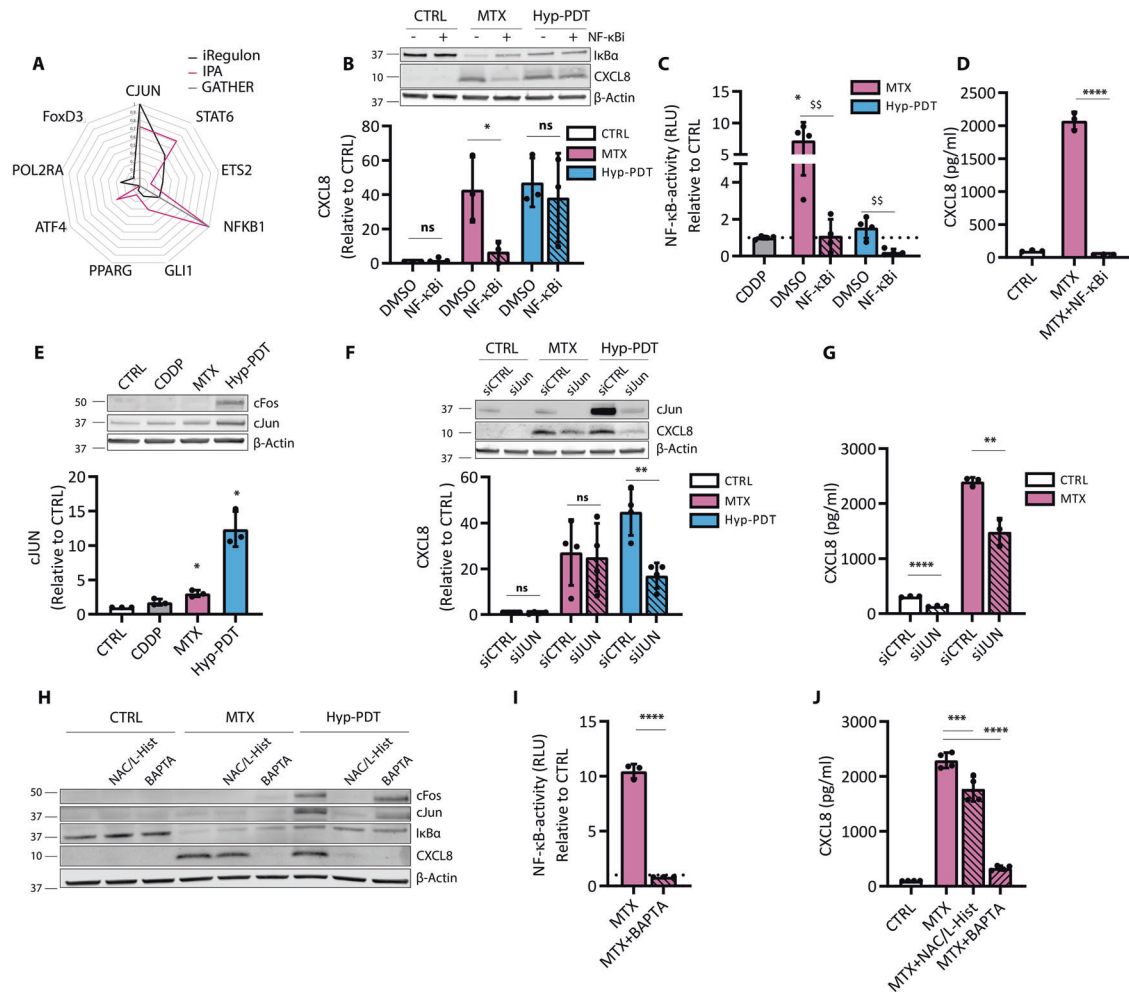 A
iRegulon
IPA
GATHER
CJUN
FoxD3
STAT6
POL2RA
ETS2
ATF4
NFKB1
PPARG
GLI1
B
CTRL MTX Hyp-PDT
- + - + - + NF-κBi
37 IκBα
10 CXCL8
37 β-Actin
CXCL8
(Relative to CTRL)
80
60
40
20
0
ns
*
ns
CTRL
MTX
Hyp-PDT
DMSO NF-κBi DMSO NF-κBi DMSO NF-κBi
C
NF-κB-activity (RLU)
Relative to CTRL
15
10
5
2
1
0
* $$
$$
MTX
Hyp-PDT
CDDP DMSO NF-κBi DMSO NF-κBi
D
CXCL8 (pg/ml)
2500
2000
1500
1000
500
0
****
CTRL MTX MTX+NF-κBi
E
CTRL CDDP MTX Hyp-PDT
50 cFos
37 cJun
37 β-Actin
cJUN
(Relative to CTRL)
20
15
10
5
0
*
*
CTRL CDDP MTX Hyp-PDT
F
CTRL MTX Hyp-PDT
siCTRL siJun siCTRL siJun siCTRL siJun
37 cJun
10 CXCL8
37 β-Actin
CXCL8
(Relative to CTRL )
60
40
20
0
ns
ns
**
CTRL
MTX
Hyp-PDT
siCTRL siJUN siCTRL siJUN siCTRL siJUN
G
CXCL8 (pg/ml)
3000
2000
1000
0
****
**
CTRL
MTX
siCTRL siJUN siCTRL siJUN
H
CTRL MTX Hyp-PDT
NAC/L-Hist BAPTA NAC/L-Hist BAPTA NAC/L-Hist BAPTA
50 cFos
37 cJun
37 IκBα
10 CXCL8
37 β-Actin
I
NF-κB-activity (RLU)
Relative to CTRL
15
10
5
0
****
MTX MTX+BAPTA
J
CXCL8 (pg/ml)
3000
2000
1000
0
***
****
CTRL MTX MTX+NAC/L-Hist MTX+BAPTA